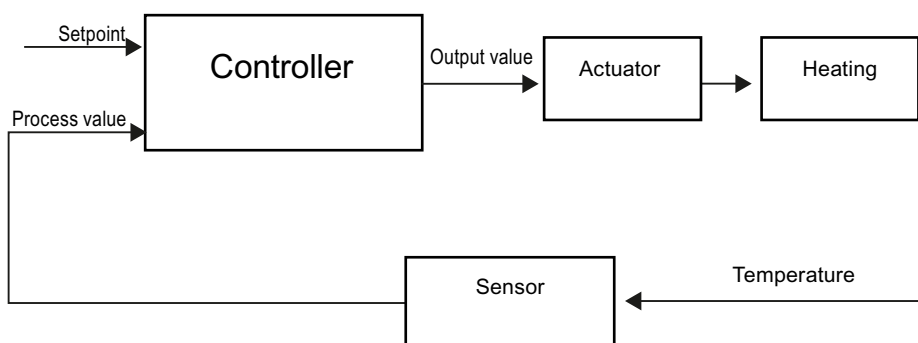 Setpoint
Controller
Output value
Actuator
Heating
Process value
Sensor
Temperature